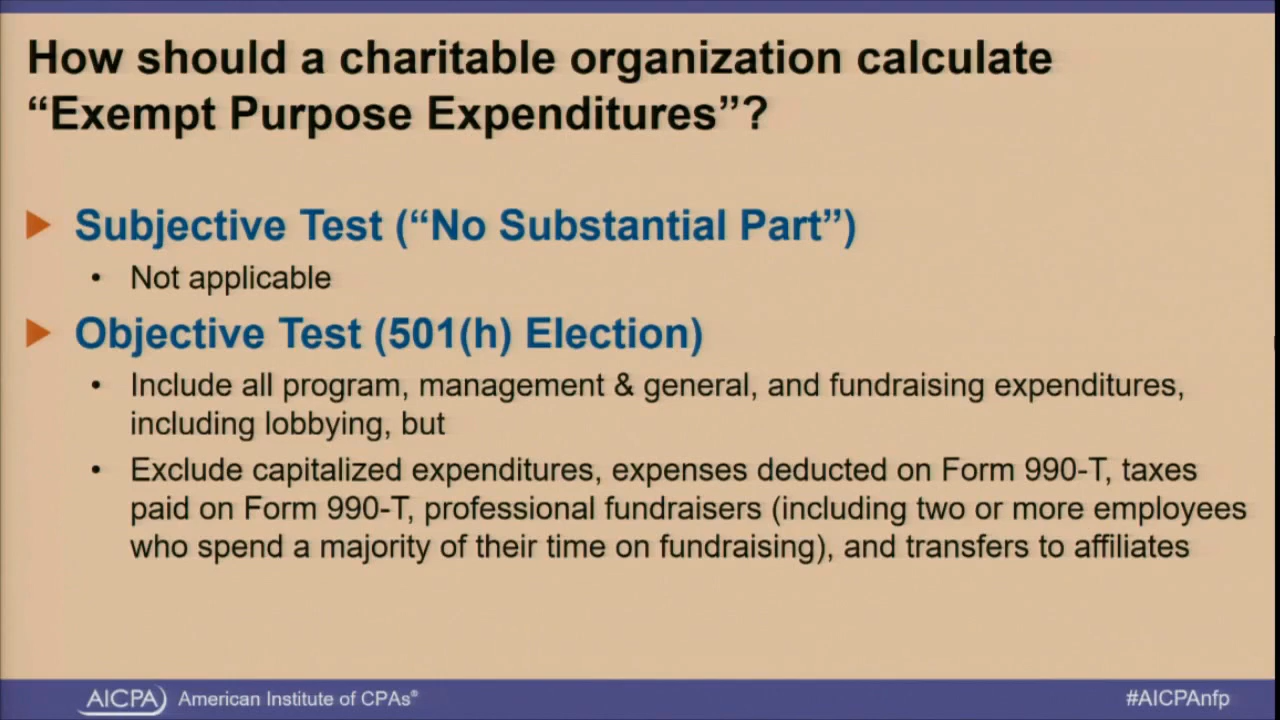 How should a charitable organization calculate
“Exempt Purpose Expenditures”?
Subjective Test (“No Substantial Part”)
• Not applicable
Objective Test (501(h) Election)
• Include all program, management & general, and fundraising expenditures,
including lobbying, but
• Exclude capitalized expenditures, expenses deducted on Form 990-T, taxes
paid on Form 990-T, professional fundraisers (including two or more employees
who spend a majority of their time on fundraising), and transfers to affiliates
AICPA American Institute of CPAs®
#AICPAnfp